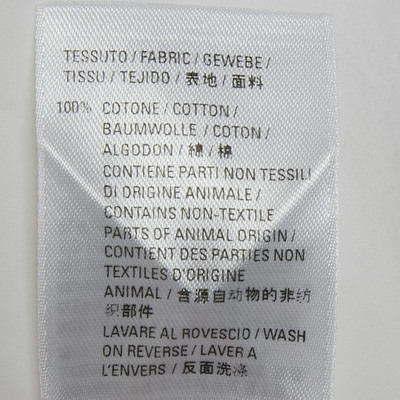 TESSUTO / FABRIC / GEWEBE /
TISSU / TEJIDO / 表地 / 面料
100% COTONE / COTTON /
BAUMWOLLE / COTON /
ALGODON / 綿 / 棉
CONTIENE PARTI NON TESSILI
DI ORIGINE ANIMALE /
CONTAINS NON-TEXTILE
PARTS OF ANIMAL ORIGIN /
CONTIENT DES PARTIES NON
TEXTILES D'ORIGINE
ANIMAL / 含源自动物的非纺
织部件
LAVARE AL ROVESCIO / WASH
ON REVERSE / LAVER A
L'ENVERS / 反面洗涤